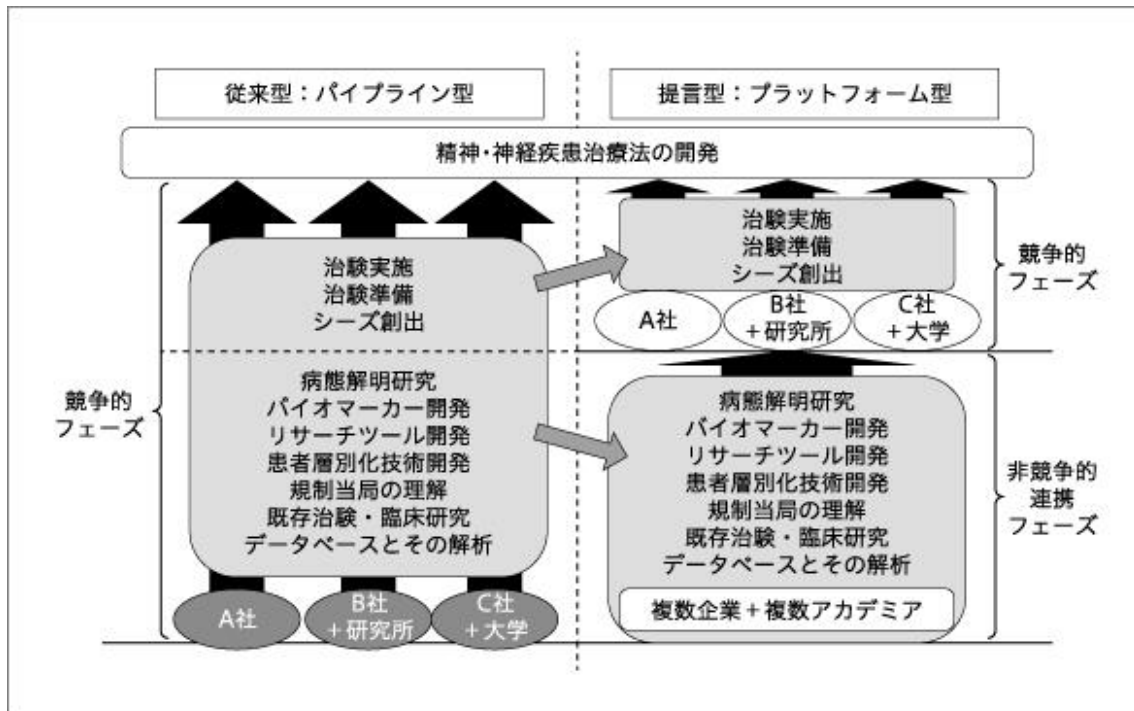 従来型：パイプライン型
提言型：プラットフォーム型
精神・神経疾患治療法の開発
治験実施
治験準備
シーズ創出
病態解明研究
バイオマーカー開発
リサーチツール開発
患者層別化技術開発
規制当局の理解
既存治験・臨床研究
データベースとその解析
A社
B社
＋研究所
C社
＋大学
競争的
フェーズ
治験実施
治験準備
シーズ創出
A社
B社
＋研究所
C社
＋大学
競争的
フェーズ
病態解明研究
バイオマーカー開発
リサーチツール開発
患者層別化技術開発
規制当局の理解
既存治験・臨床研究
データベースとその解析
複数企業＋複数アカデミア
非競争的
連携
フェーズ